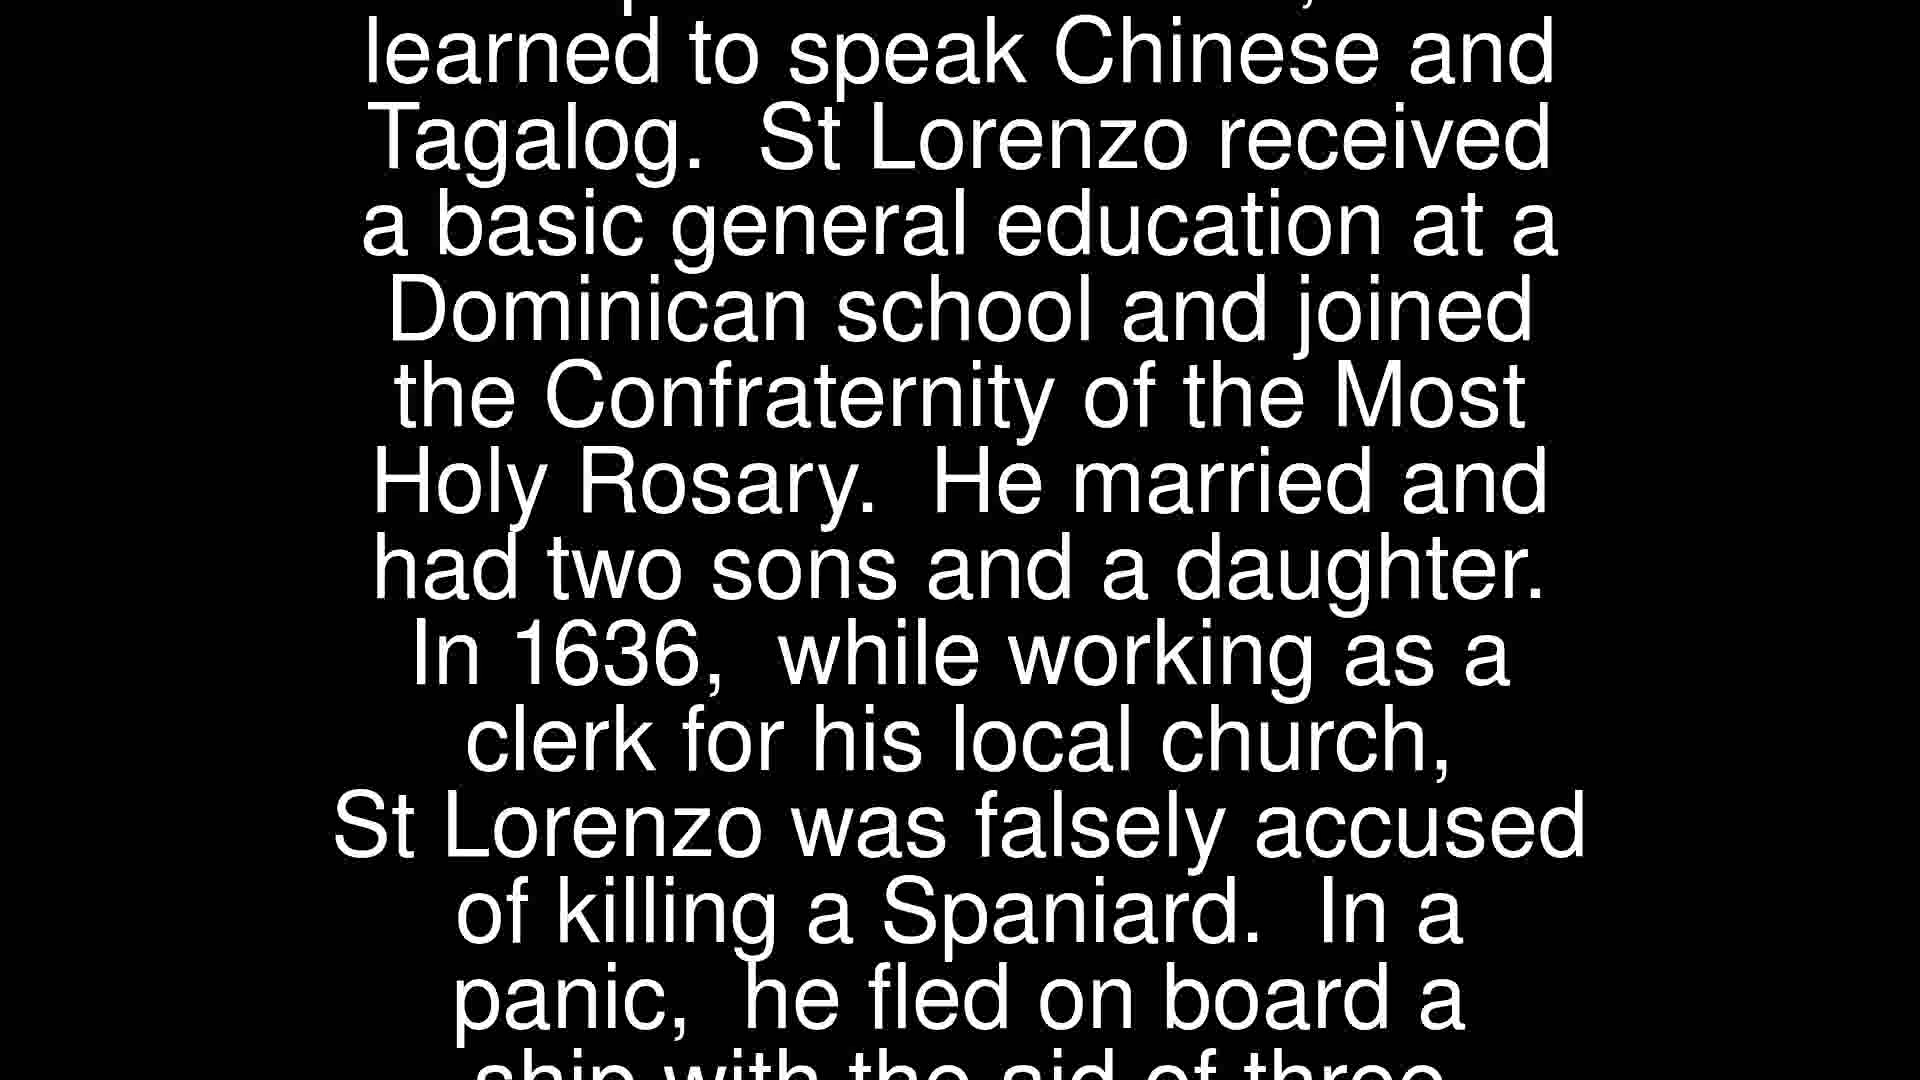 learned to speak Chinese and
Tagalog.  St Lorenzo received
a basic general education at a
Dominican school and joined
the Confraternity of the Most
Holy Rosary.  He married and
had two sons and a daughter.
In 1636,  while working as a
clerk for his local church,
St Lorenzo was falsely accused
of killing a Spaniard.  In a
panic,  he fled on board a
ship with the aid of three